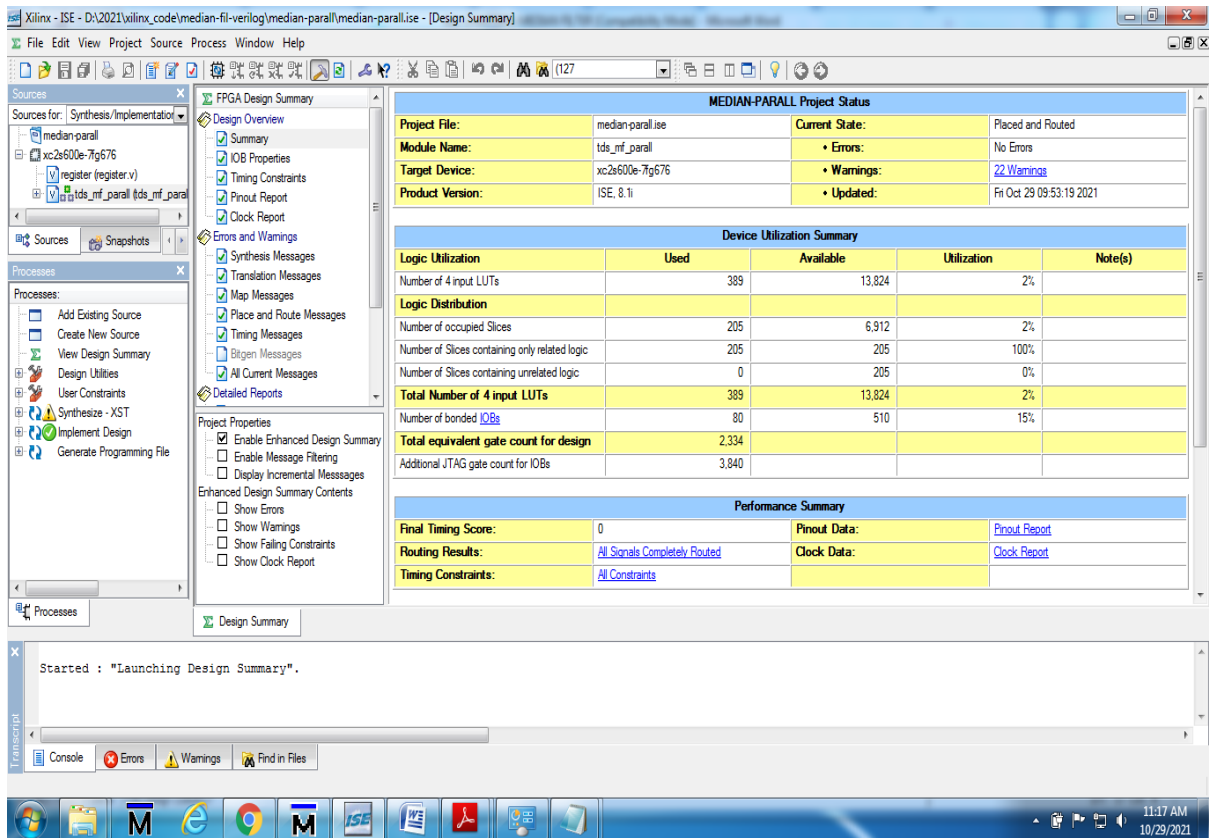 Xilinx - ISE - D:\2021\xilinx_code\median-fil-verilog\median-parall\median-parall.ise - [Design Summary]
File Edit View Project Source Process Window Help
(127
Sources
Sources for: Synthesis/Implementation
median-parall
xc2s600e-7fg676
register (register.v)
tds_mf_parall (tds_mf_paral
Sources Snapshots
Processes
Processes:
Add Existing Source
Create New Source
View Design Summary
Design Utilities
User Constraints
Synthesize - XST
Implement Design
Generate Programming File
Processes
FPGA Design Summary
Design Overview
Summary
IOB Properties
Timing Constraints
Pinout Report
Clock Report
Errors and Warnings
Synthesis Messages
Translation Messages
Map Messages
Place and Route Messages
Timing Messages
Bitgen Messages
All Current Messages
Detailed Reports
Project Properties
Enable Enhanced Design Summary
Enable Message Filtering
Display Incremental Messsages
Enhanced Design Summary Contents
Show Errors
Show Warnings
Show Failing Constraints
Show Clock Report
MEDIAN-PARALL Project Status
Project File: median-parall.ise Current State: Placed and Routed
Module Name: tds_mf_parall • Errors: No Errors
Target Device: xc2s600e-7fg676 • Warnings: 22 Warnings
Product Version: ISE, 8.1i • Updated: Fri Oct 29 09:53:19 2021
Device Utilization Summary
Logic Utilization Used Available Utilization Note(s)
Number of 4 input LUTs 389 13,824 2%
Logic Distribution
Number of occupied Slices 205 6,912 2%
Number of Slices containing only related logic 205 205 100%
Number of Slices containing unrelated logic 0 205 0%
Total Number of 4 input LUTs 389 13,824 2%
Number of bonded IOBs 80 510 15%
Total equivalent gate count for design 2,334
Additional JTAG gate count for IOBs 3,840
Performance Summary
Final Timing Score: 0 Pinout Data: Pinout Report
Routing Results: All Signals Completely Routed Clock Data: Clock Report
Timing Constraints: All Constraints
Design Summary
Started : "Launching Design Summary".
Transcript
Console Errors Warnings Find in Files
M M ISE W
11:17 AM
10/29/2021